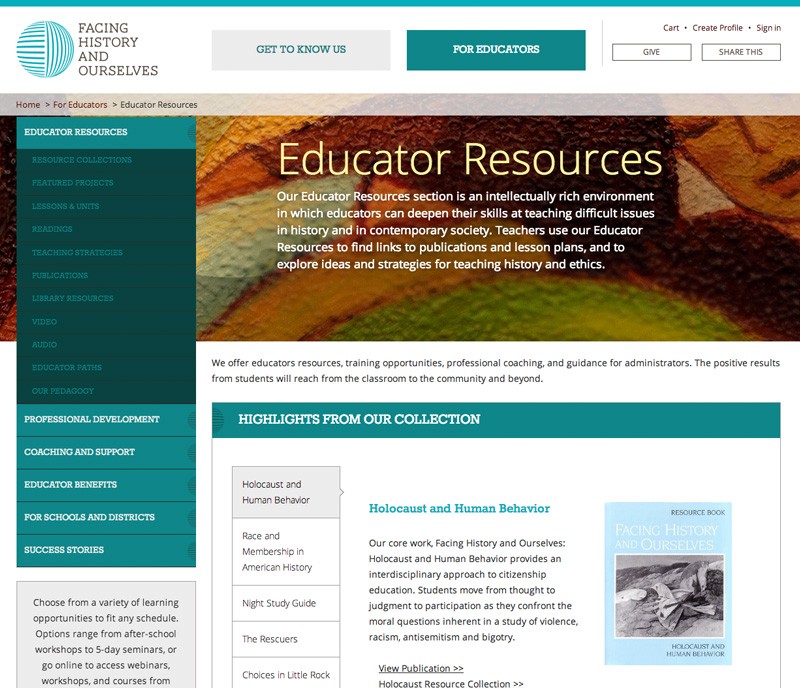 FACING
HISTORY
AND
OURSELVES
GET TO KNOW US
FOR EDUCATORS
Cart • Create Profile • Sign in
GIVE
SHARE THIS
Home > For Educators > Educator Resources
EDUCATOR RESOURCES
RESOURCE COLLECTIONS
FEATURED PROJECTS
LESSONS & UNITS
READINGS
TEACHING STRATEGIES
PUBLICATIONS
LIBRARY RESOURCES
VIDEO
AUDIO
EDUCATOR PATHS
OUR PEDAGOGY
PROFESSIONAL DEVELOPMENT
COACHING AND SUPPORT
EDUCATOR BENEFITS
FOR SCHOOLS AND DISTRICTS
SUCCESS STORIES
Choose from a variety of learning
opportunities to fit any schedule.
Options range from after-school
workshops to 5-day seminars, or
go online to access webinars,
workshops, and courses from
Educator Resources
Our Educator Resources section is an intellectually rich environment
in which educators can deepen their skills at teaching difficult issues
in history and in contemporary society. Teachers use our Educator
Resources to find links to publications and lesson plans, and to
explore ideas and strategies for teaching history and ethics.
We offer educators resources, training opportunities, professional coaching, and guidance for administrators. The positive results
from students will reach from the classroom to the community and beyond.
HIGHLIGHTS FROM OUR COLLECTION
Holocaust and
Human Behavior
Race and
Membership in
American History
Night Study Guide
The Rescuers
Choices in Little Rock
Holocaust and Human Behavior
Our core work, Facing History and Ourselves:
Holocaust and Human Behavior provides an
interdisciplinary approach to citizenship
education. Students move from thought to
judgment to participation as they confront the
moral questions inherent in a study of violence,
racism, antisemitism and bigotry.
View Publication >>
Holocaust Resource Collection >>
RESOURCE BOOK
FACING HISTORY
AND OURSELVES
HOLOCAUST AND
HUMAN BEHAVIOR